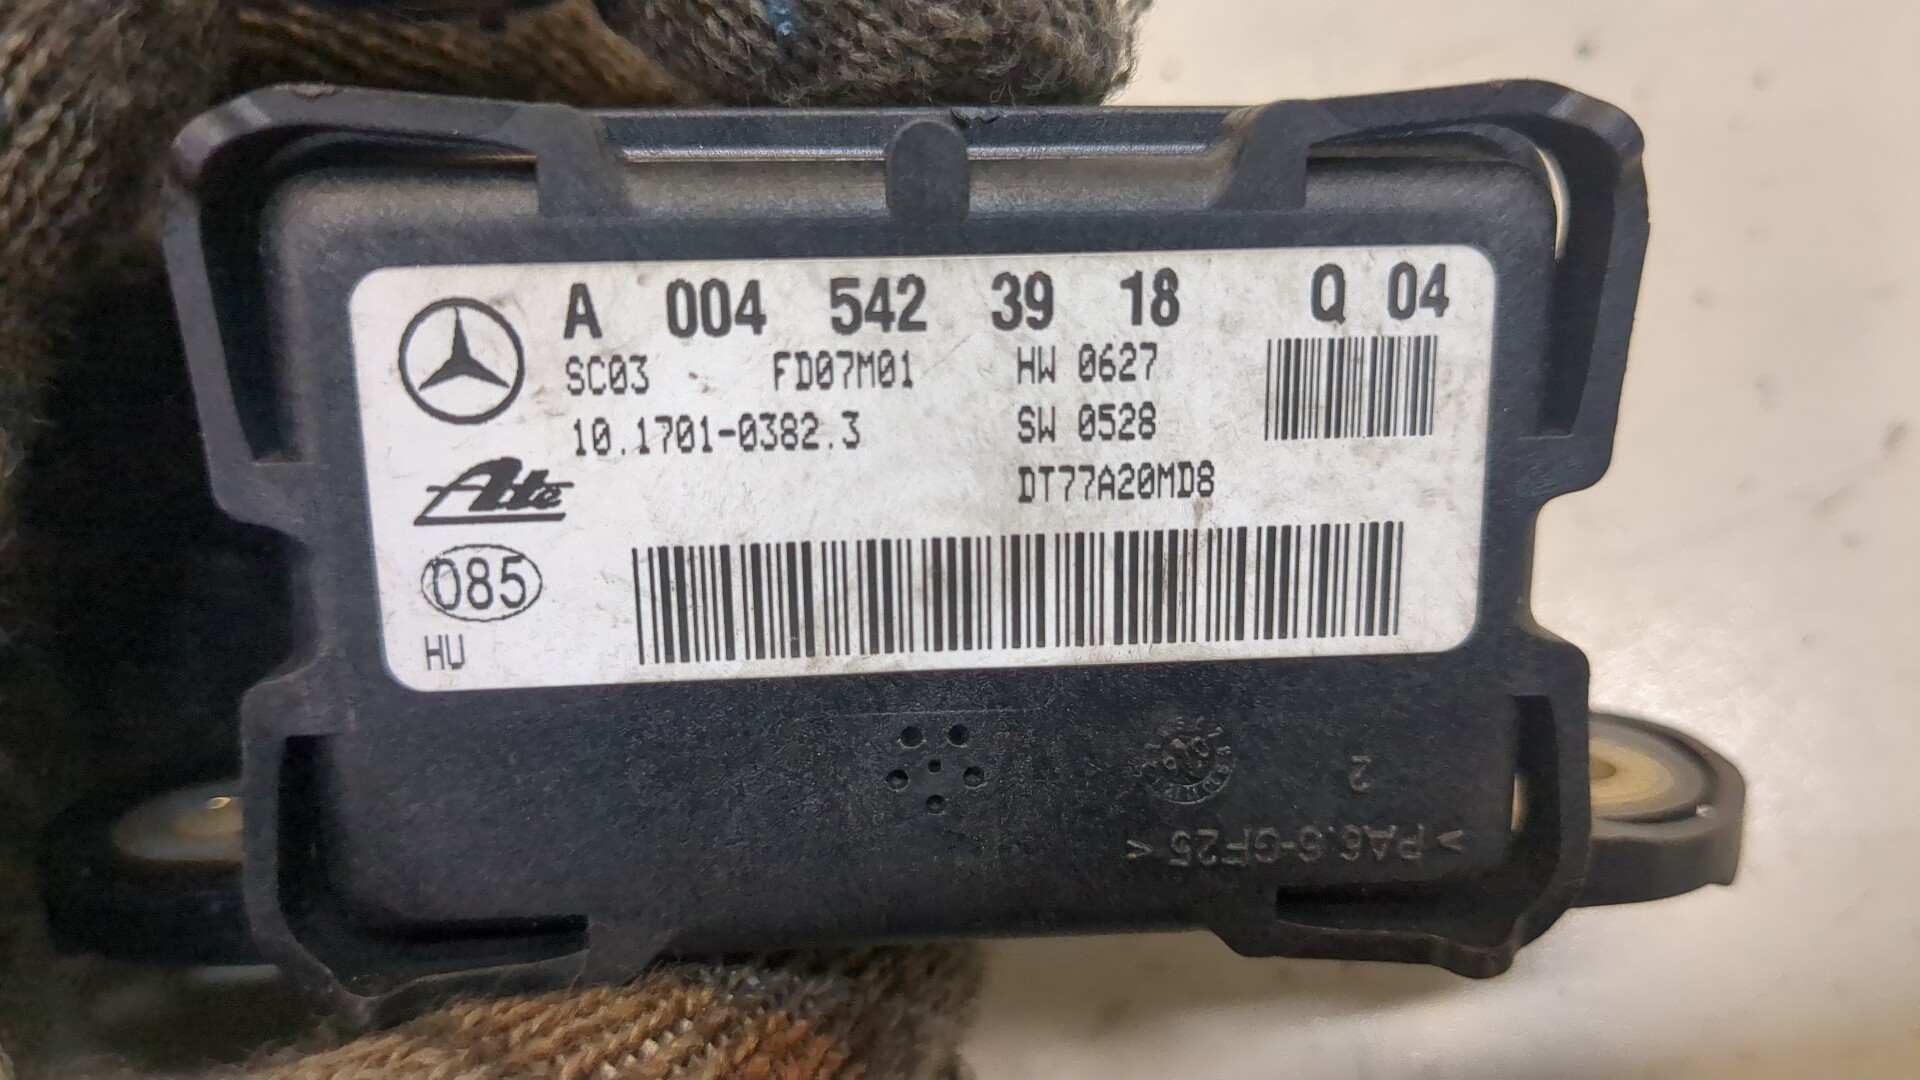 A 004 542 39 18 Q 04
SC03 FD07M01 HW 0627
10.1701-0382.3 SW 0528
Ate DT77A20MD8
085
HU
2
>PA6.6-GF25<